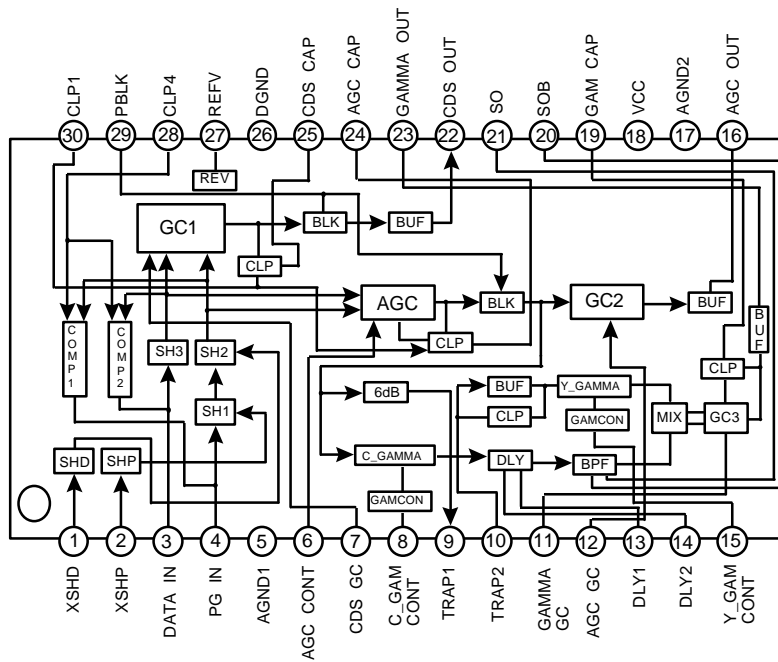 CLP1
PBLK
CLP4
REFV
DGND
CDS CAP
AGC CAP
GAMMA OUT
CDS OUT
SO
SOB
GAM CAP
VCC
AGND2
AGC OUT
30
29
28
27
26
25
24
23
22
21
20
19
18
17
16
REV
GC1
BLK
BUF
CLP
AGC
BLK
GC2
BUF
BUF
CLP
COMP1
COMP2
SH3
SH2
CLP
6dB
BUF
Y_GAMMA
SH1
CLP
GAMCON
MIX
GC3
SHD
SHP
C_GAMMA
DLY
BPF
GAMCON
1
2
3
4
5
6
7
8
9
10
11
12
13
14
15
XSHD
XSHP
DATA IN
PG IN
AGND1
AGC CONT
CDS GC
C_GAM
CONT
TRAP1
TRAP2
GAMMA
GC
AGC GC
DLY1
DLY2
Y_GAM
CONT